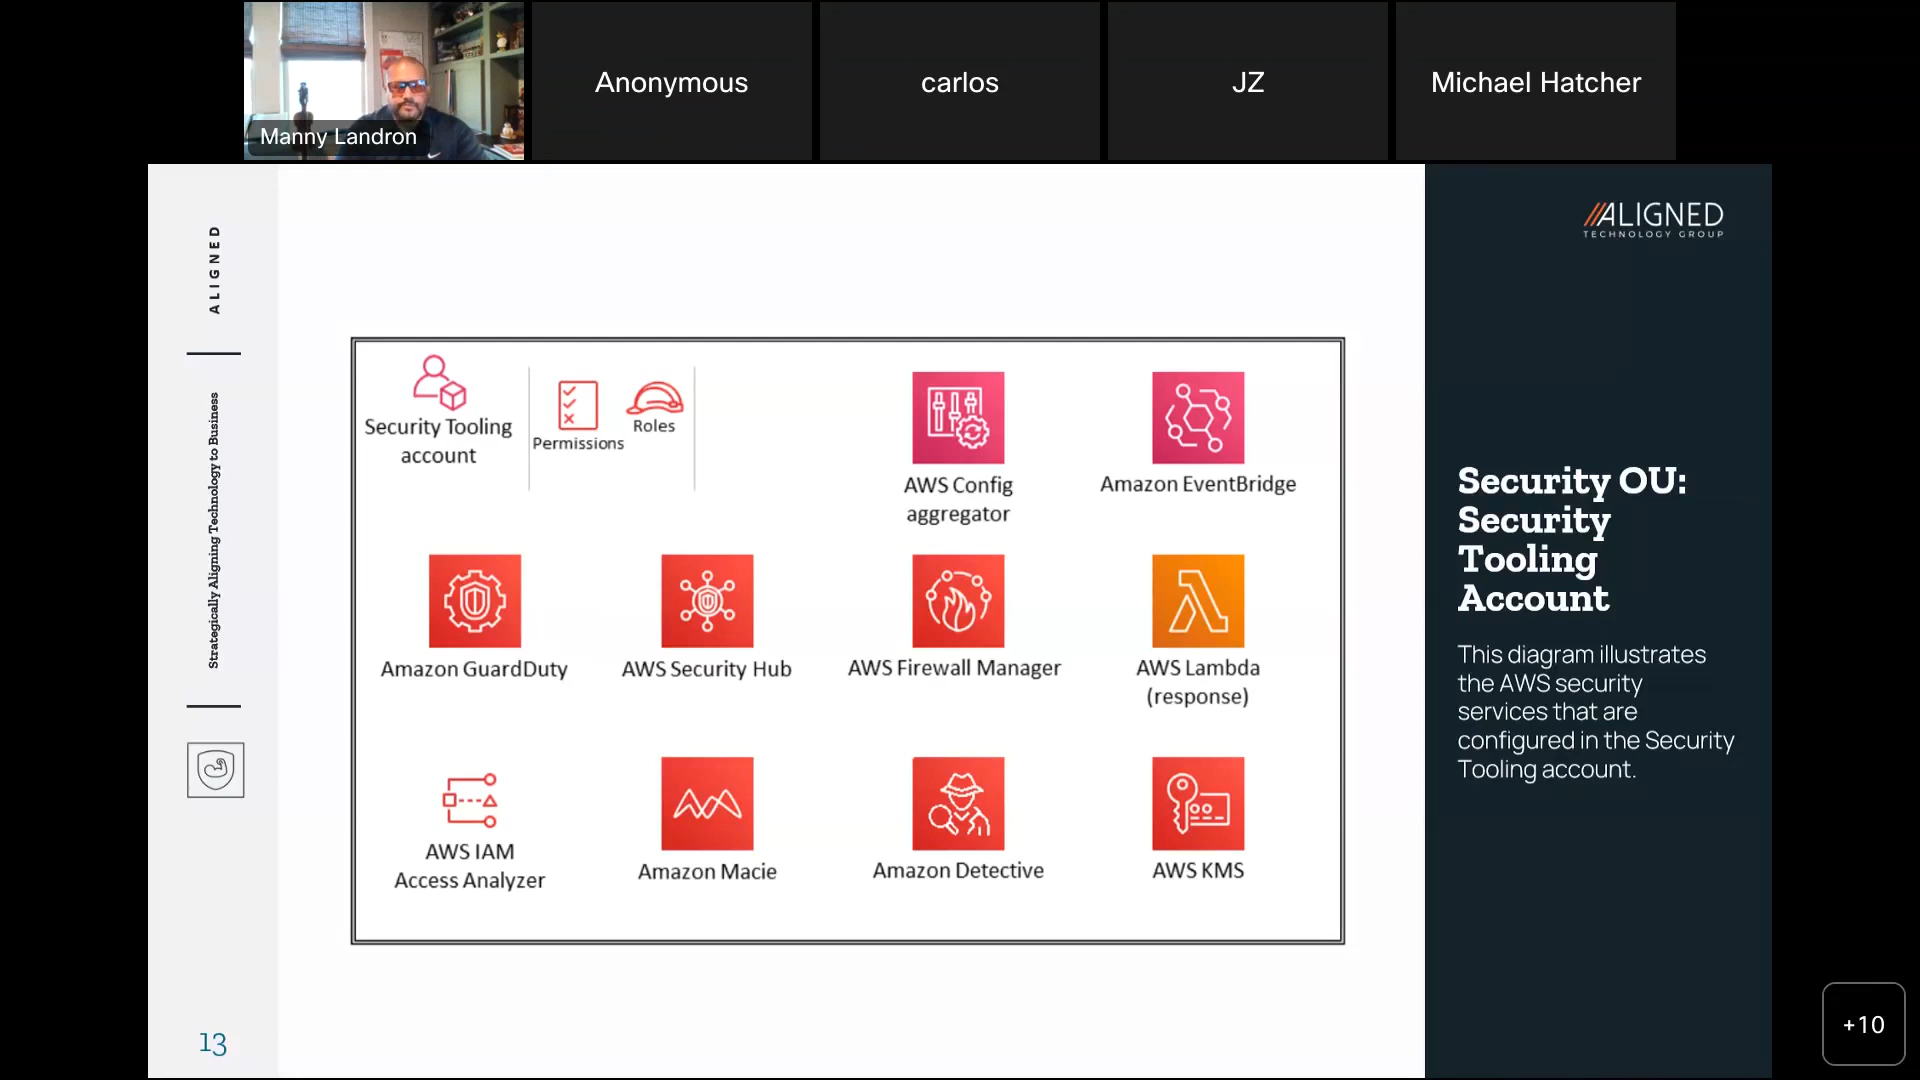 Manny Landron
Anonymous
carlos
JZ
Michael Hatcher
ALIGNED
Strategically Aligning Technology to Business
13
Security Tooling
account
Permissions
Roles
AWS Config
aggregator
Amazon EventBridge
Amazon GuardDuty
AWS Security Hub
AWS Firewall Manager
AWS Lambda
(response)
AWS IAM
Access Analyzer
Amazon Macie
Amazon Detective
AWS KMS
ALIGNED
TECHNOLOGY GROUP
Security OU:
Security
Tooling
Account
This diagram illustrates
the AWS security
services that are
configured in the Security
Tooling account.
+10